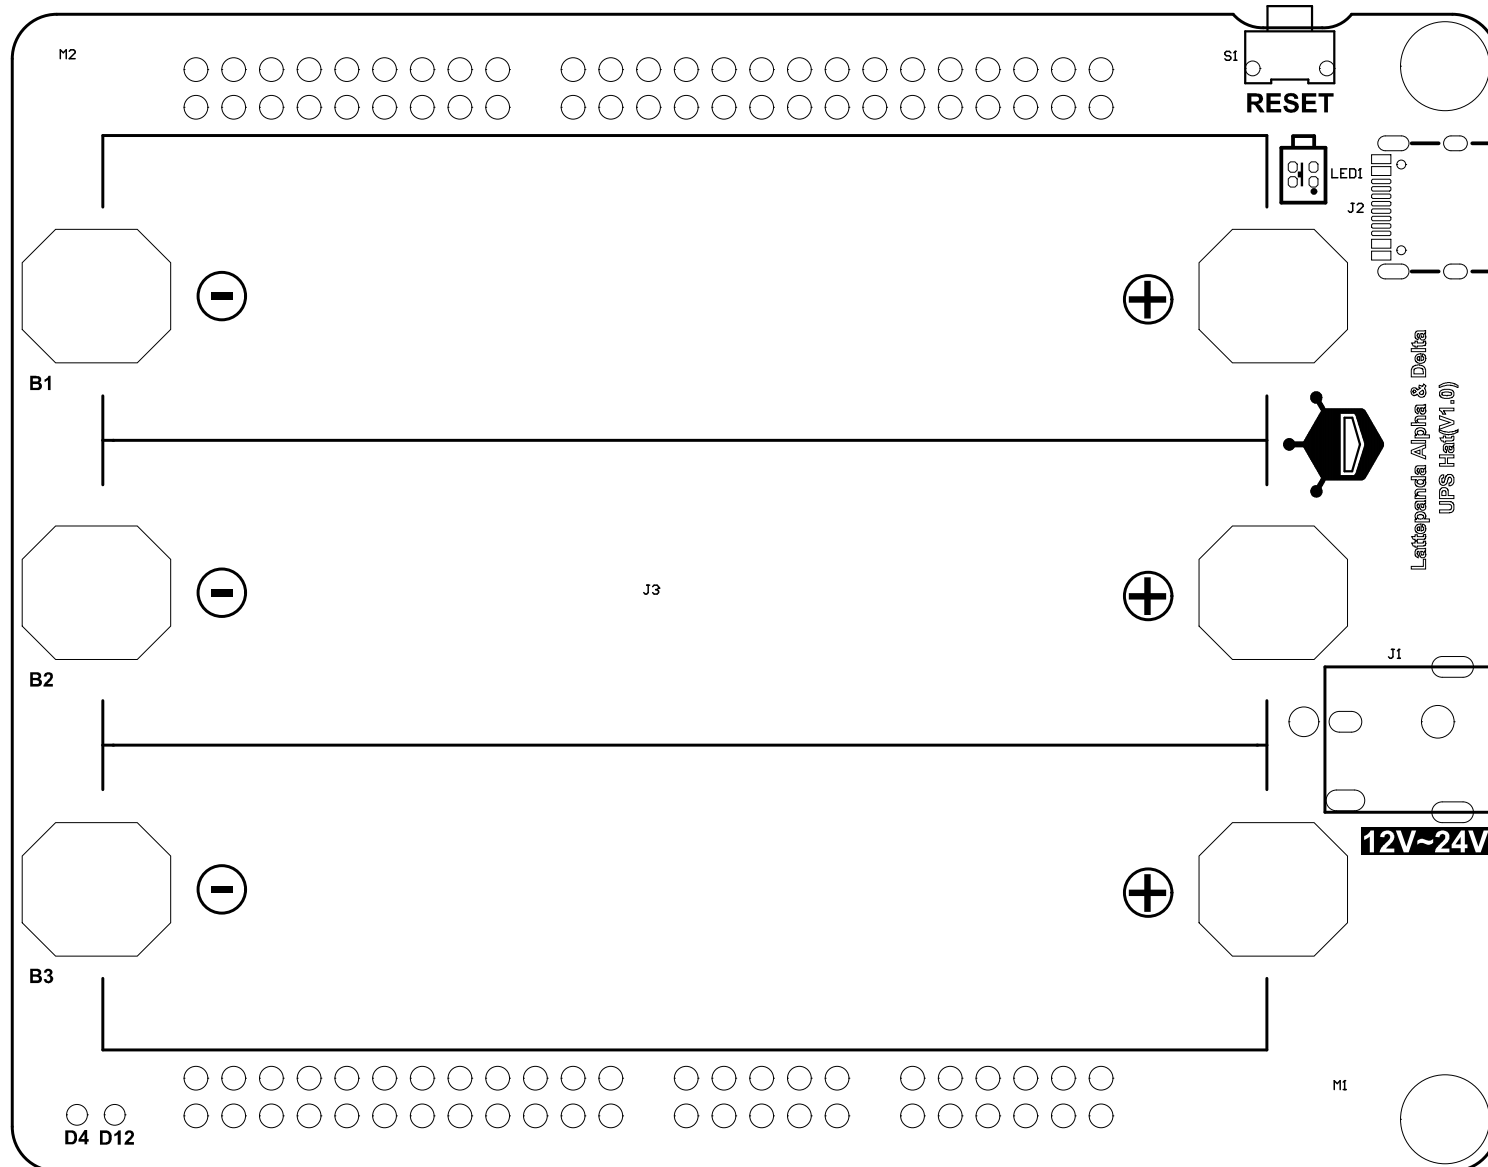 M2
S1
RESET
LED1
J2
B1
Lattepanda Alpha & Delta
UPS Hat(V1.0)
J3
B2
J1
12V~24V
B3
M1
D4 D12